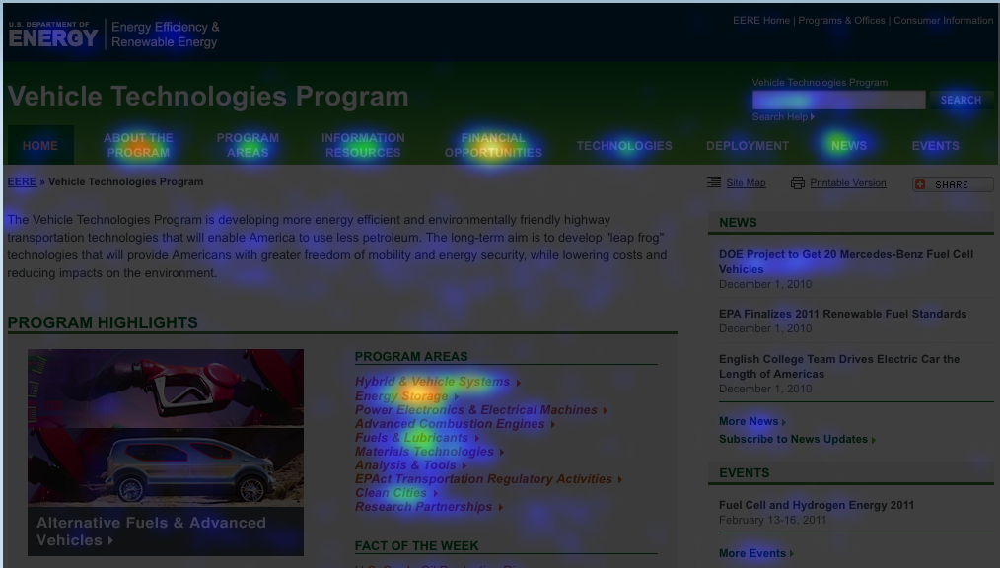 U.S. DEPARTMENT OF
ENERGY
Energy Efficiency &
Renewable Energy
EERE Home | Programs & Offices | Consumer Information
Vehicle Technologies Program
Vehicle Technologies Program
SEARCH
Search Help
HOME
ABOUT THE
PROGRAM
PROGRAM
AREAS
INFORMATION
RESOURCES
FINANCIAL
OPPORTUNITIES
TECHNOLOGIES
DEPLOYMENT
NEWS
EVENTS
EERE » Vehicle Technologies Program
Site Map
Printable Version
SHARE
The Vehicle Technologies Program is developing more energy efficient and environmentally friendly highway
transportation technologies that will enable America to use less petroleum. The long-term aim is to develop "leap frog"
technologies that will provide Americans with greater freedom of mobility and energy security, while lowering costs and
reducing impacts on the environment.
PROGRAM HIGHLIGHTS
Alternative Fuels & Advanced
Vehicles
PROGRAM AREAS
Hybrid & Vehicle Systems
Energy Storage
Power Electronics & Electrical Machines
Advanced Combustion Engines
Fuels & Lubricants
Materials Technologies
Analysis & Tools
EPAct Transportation Regulatory Activities
Clean Cities
Research Partnerships
FACT OF THE WEEK
NEWS
DOE Project to Get 20 Mercedes-Benz Fuel Cell
Vehicles
December 1, 2010
EPA Finalizes 2011 Renewable Fuel Standards
December 1, 2010
English College Team Drives Electric Car the
Length of Americas
December 1, 2010
More News
Subscribe to News Updates
EVENTS
Fuel Cell and Hydrogen Energy 2011
February 13-16, 2011
More Events